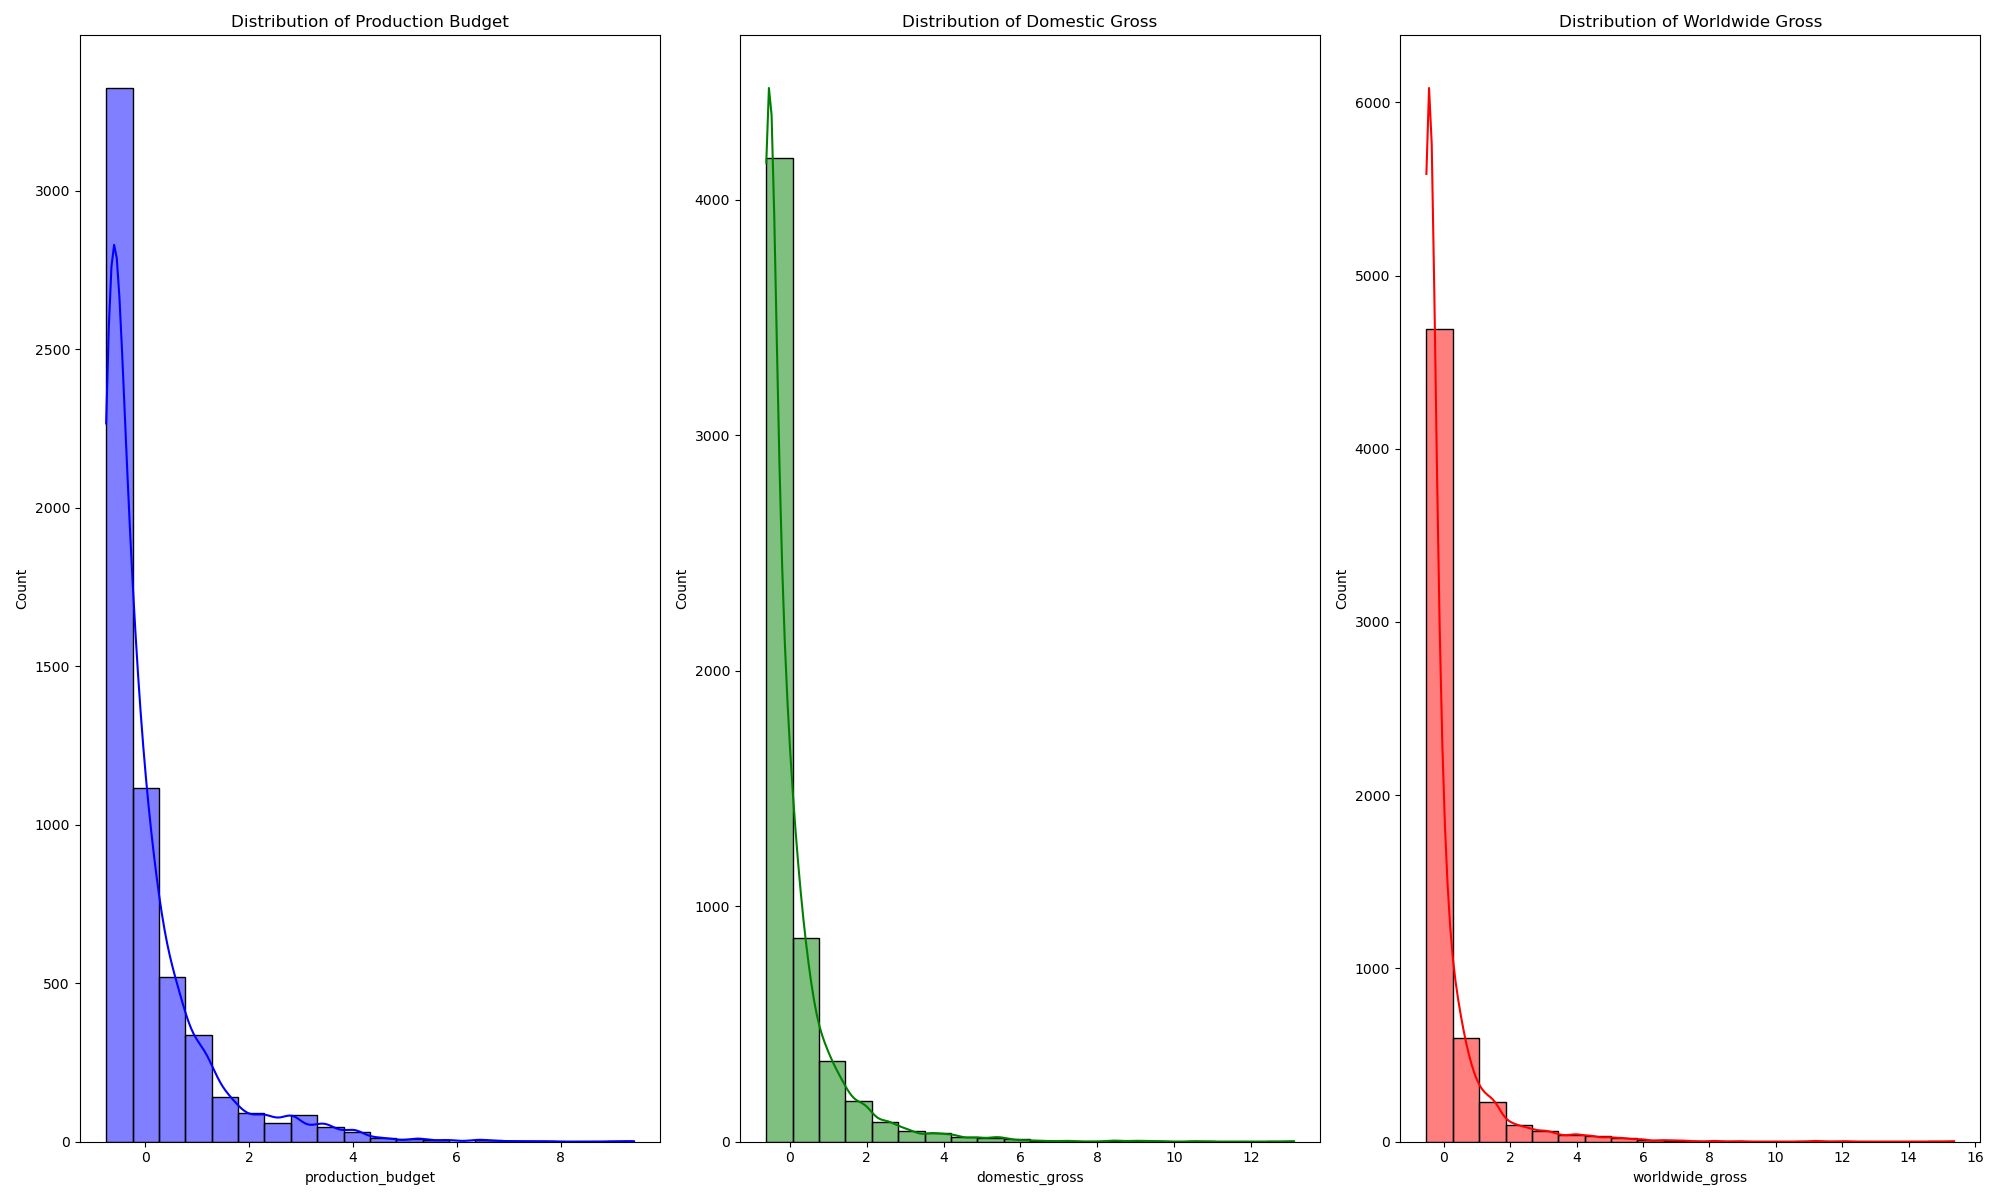 Distribution of Production Budget
3000
2500
2000
1500
1000
500
0
Count
0 2 4 6 8
production_budget
Distribution of Domestic Gross
4000
3000
2000
1000
0
Count
0 2 4 6 8 10 12
domestic_gross
Distribution of Worldwide Gross
6000
5000
4000
3000
2000
1000
0
Count
0 2 4 6 8 10 12 14 16
worldwide_gross